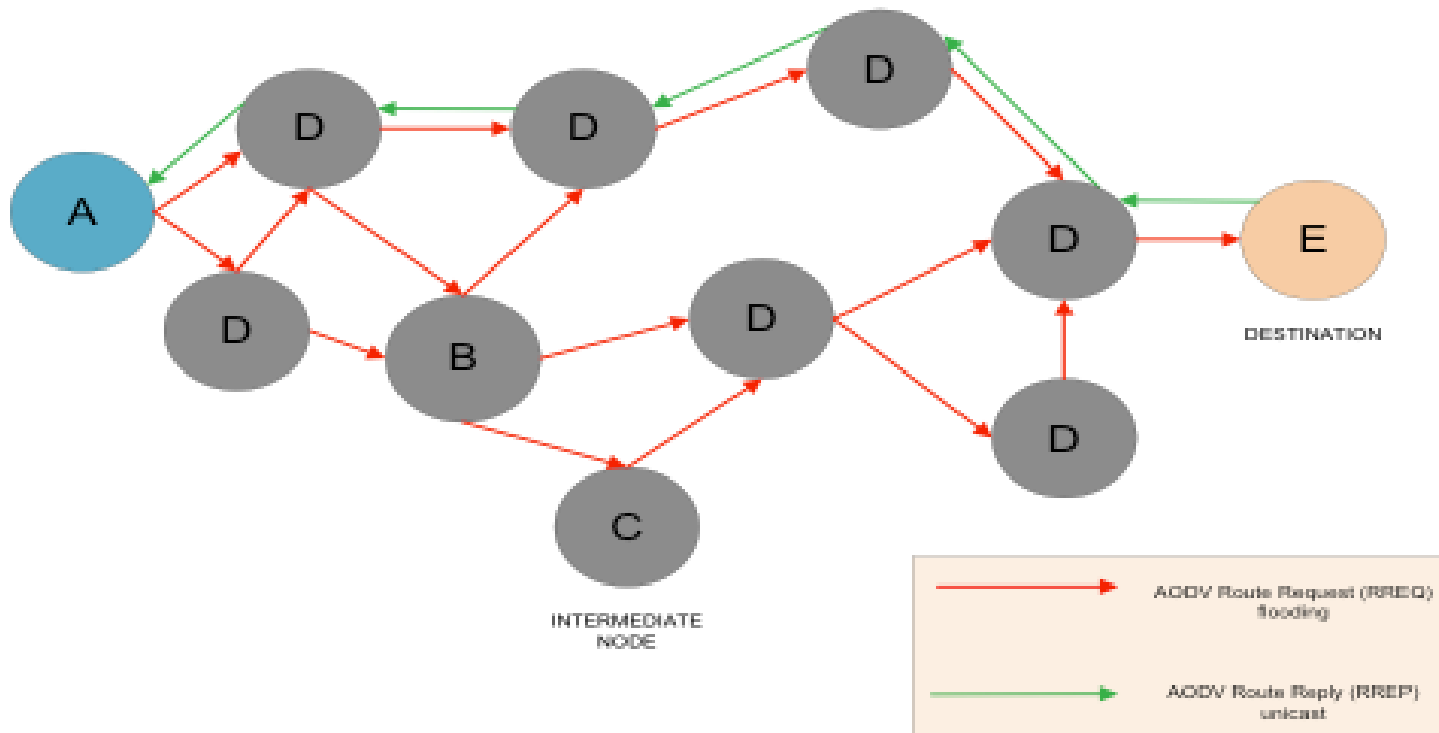 D
D
D
A
D
E
D
B
D
DESTINATION
D
C
INTERMEDIATE
NODE
AODV Route Request (RREQ)
flooding
AODV Route Reply (RREP)
unicast